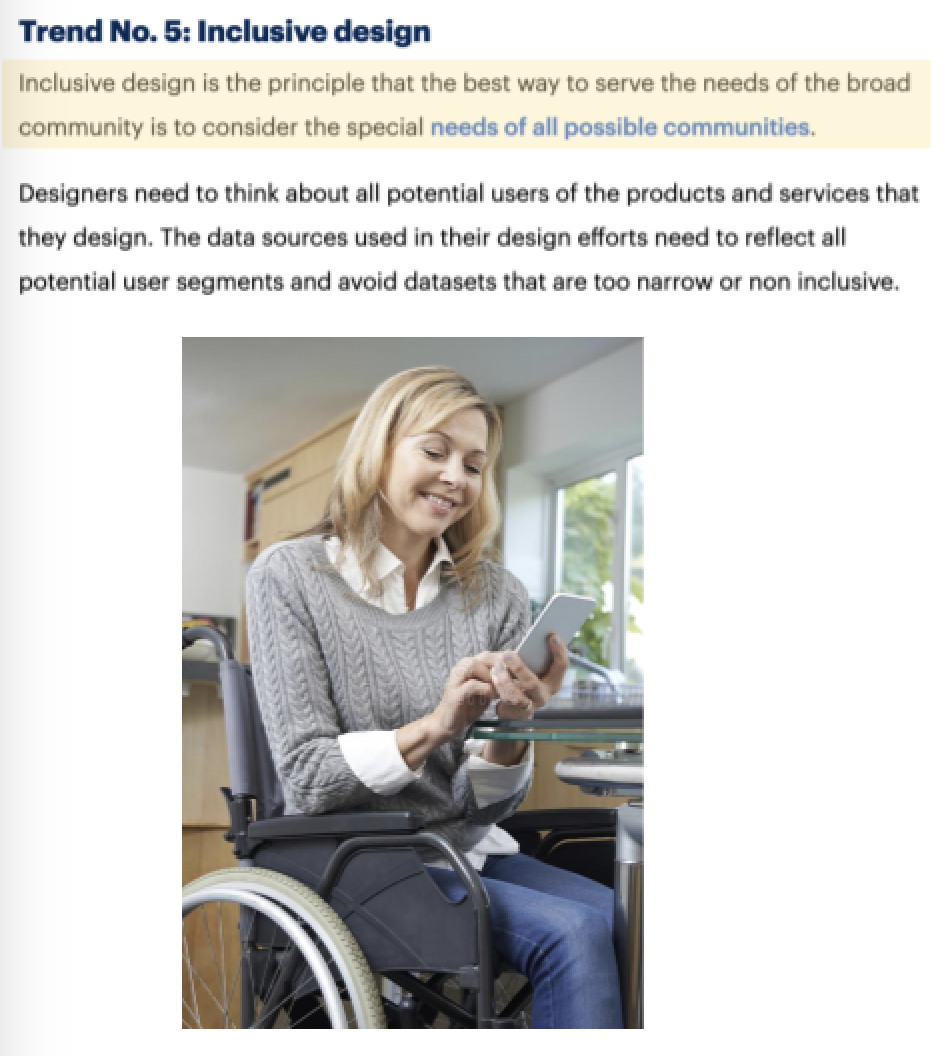 Trend No. 5: Inclusive design
Inclusive design is the principle that the best way to serve the needs of the broad
community is to consider the special needs of all possible communities.
Designers need to think about all potential users of the products and services that
they design. The data sources used in their design efforts need to reflect all
potential user segments and avoid datasets that are too narrow or non inclusive.